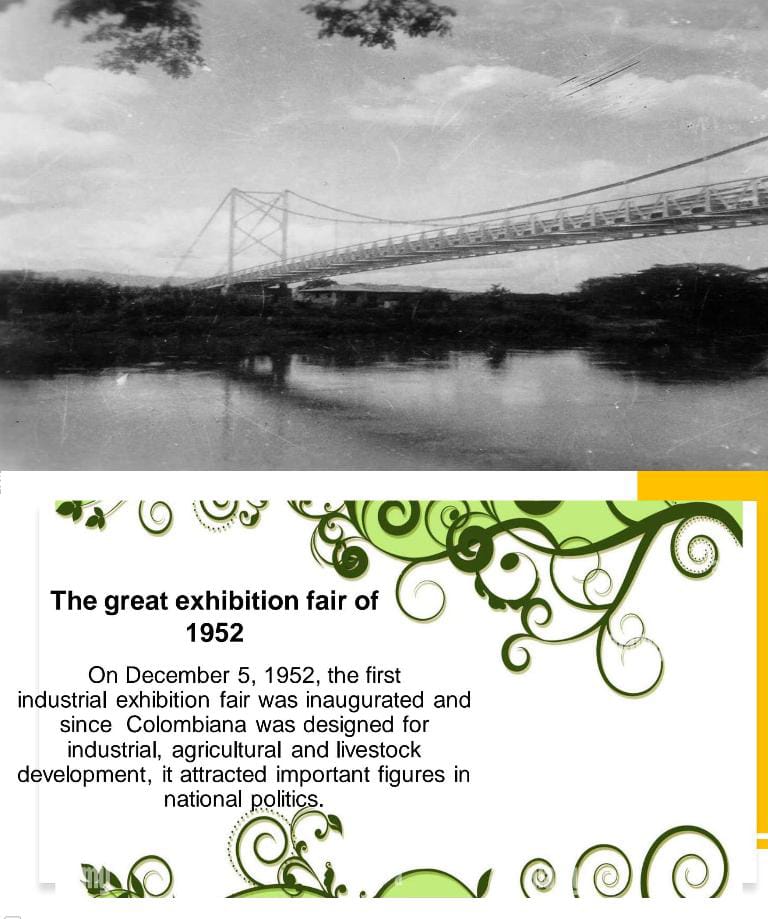 The great exhibition fair of
1952
On December 5, 1952, the first
industrial exhibition fair was inaugurated and
since Colombiana was designed for
industrial, agricultural and livestock
development, it attracted important figures in
national politics.